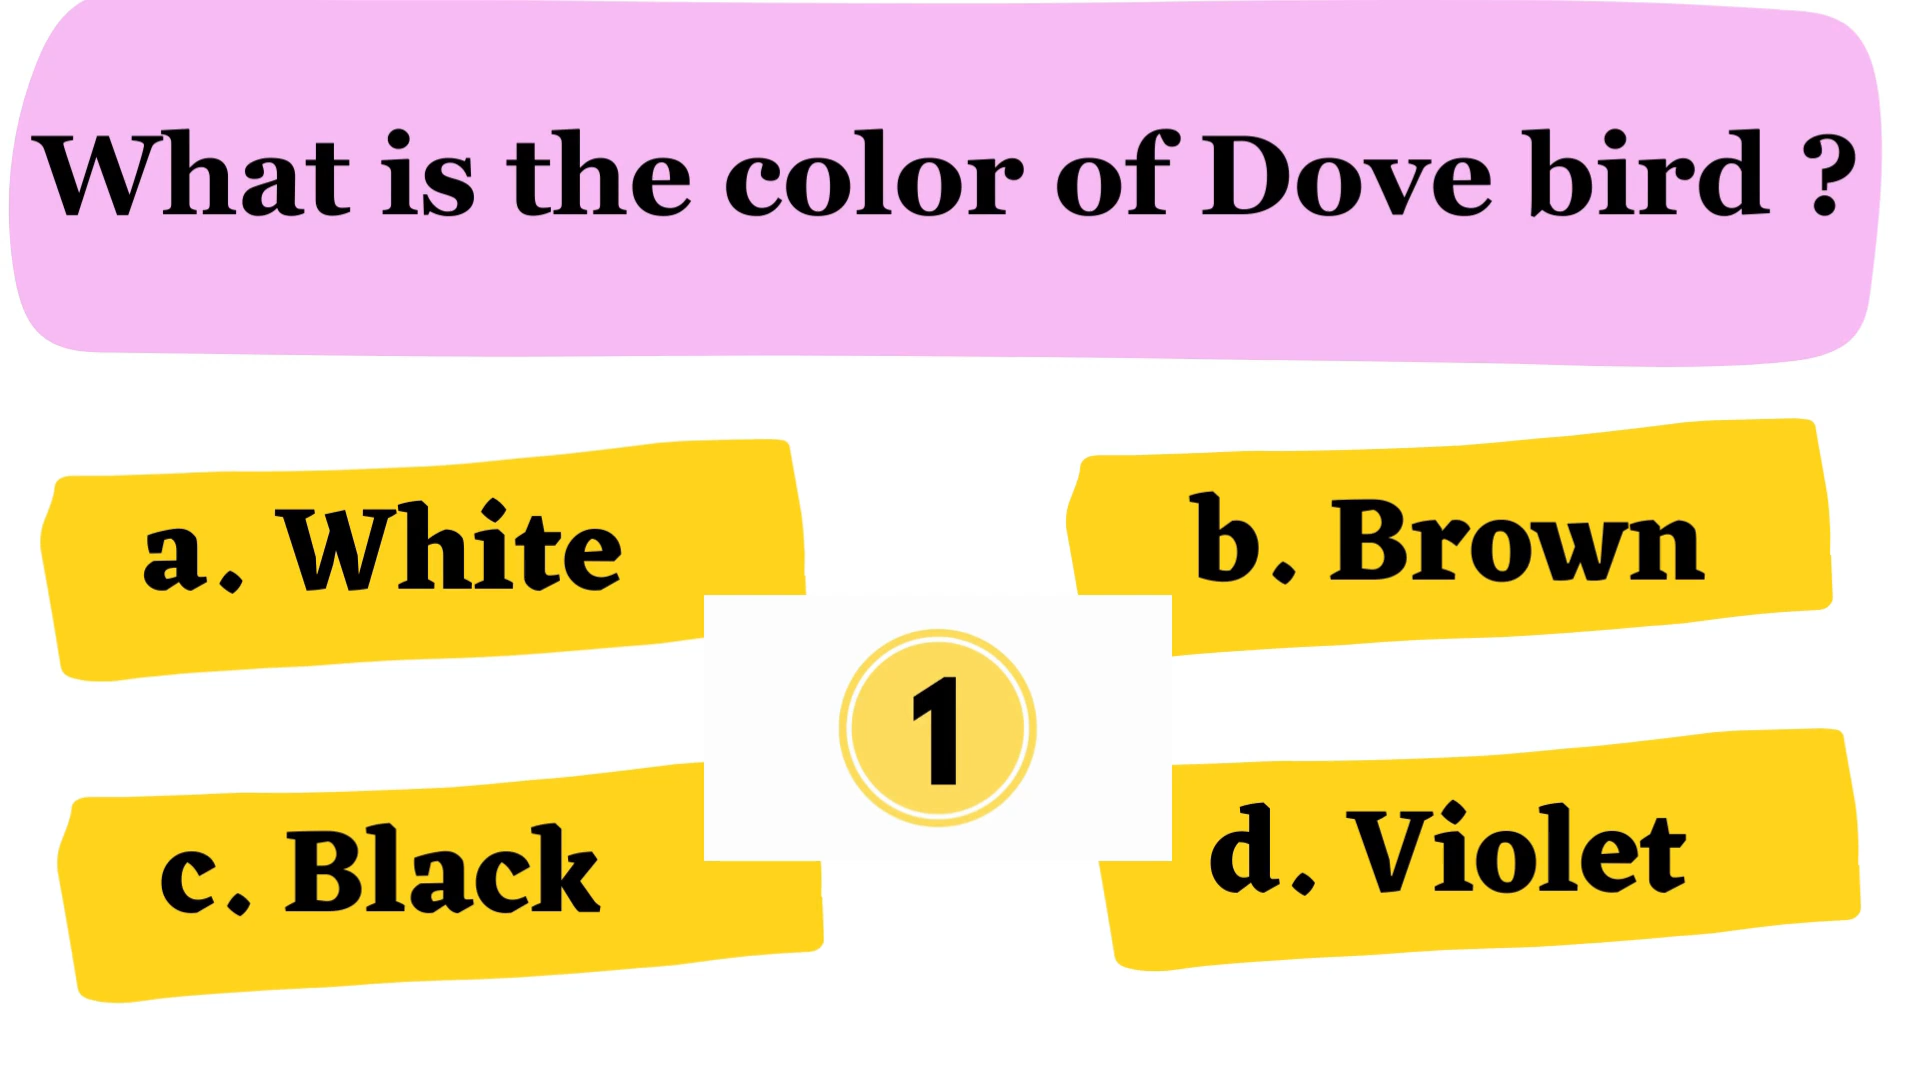 What is the color of Dove bird ?
a. White
b. Brown
1
c. Black
d. Violet